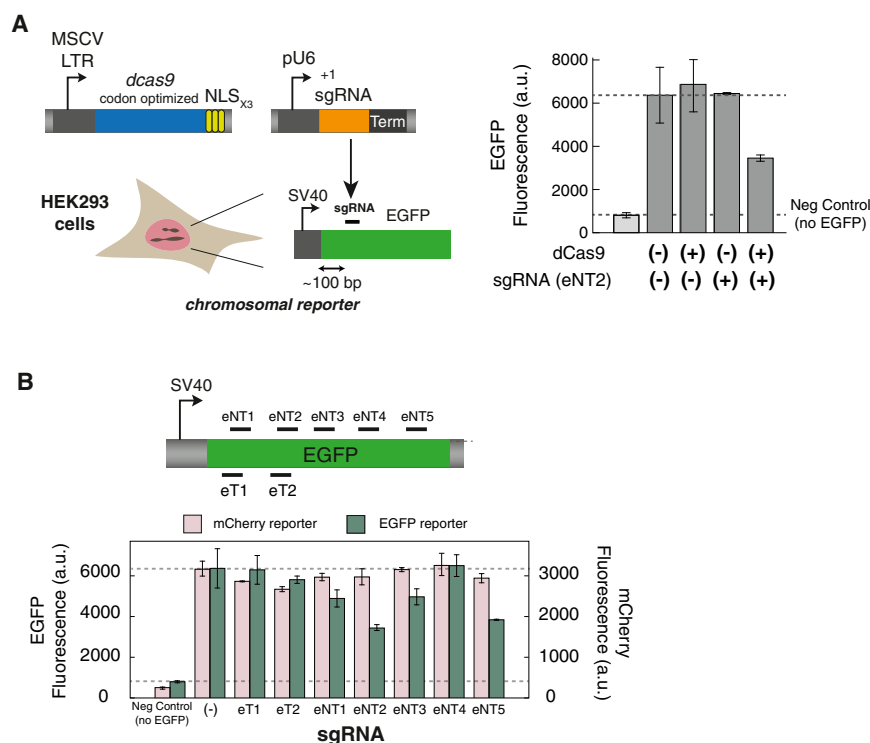 A
MSCV
LTR
dcas9
codon optimized
NLSx3
pU6
+1
sgRNA
Term
HEK293
cells
SV40
sgRNA
EGFP
~100 bp
chromosomal reporter
EGFP
Fluorescence (a.u.)
8000
6000
4000
2000
0
Neg Control
(no EGFP)
dCas9 (-) (+) (-) (+)
sgRNA (eNT2) (-) (-) (+) (+)
B
SV40
eNT1 eNT2 eNT3 eNT4 eNT5
EGFP
eT1 eT2
mCherry reporter EGFP reporter
EGFP
Fluorescence (a.u.)
6000
4000
2000
0
3000
2000
1000
0
mCherry
Fluorescence (a.u.)
Neg Control
(no EGFP)
(-) eT1 eT2 eNT1 eNT2 eNT3 eNT4 eNT5
sgRNA